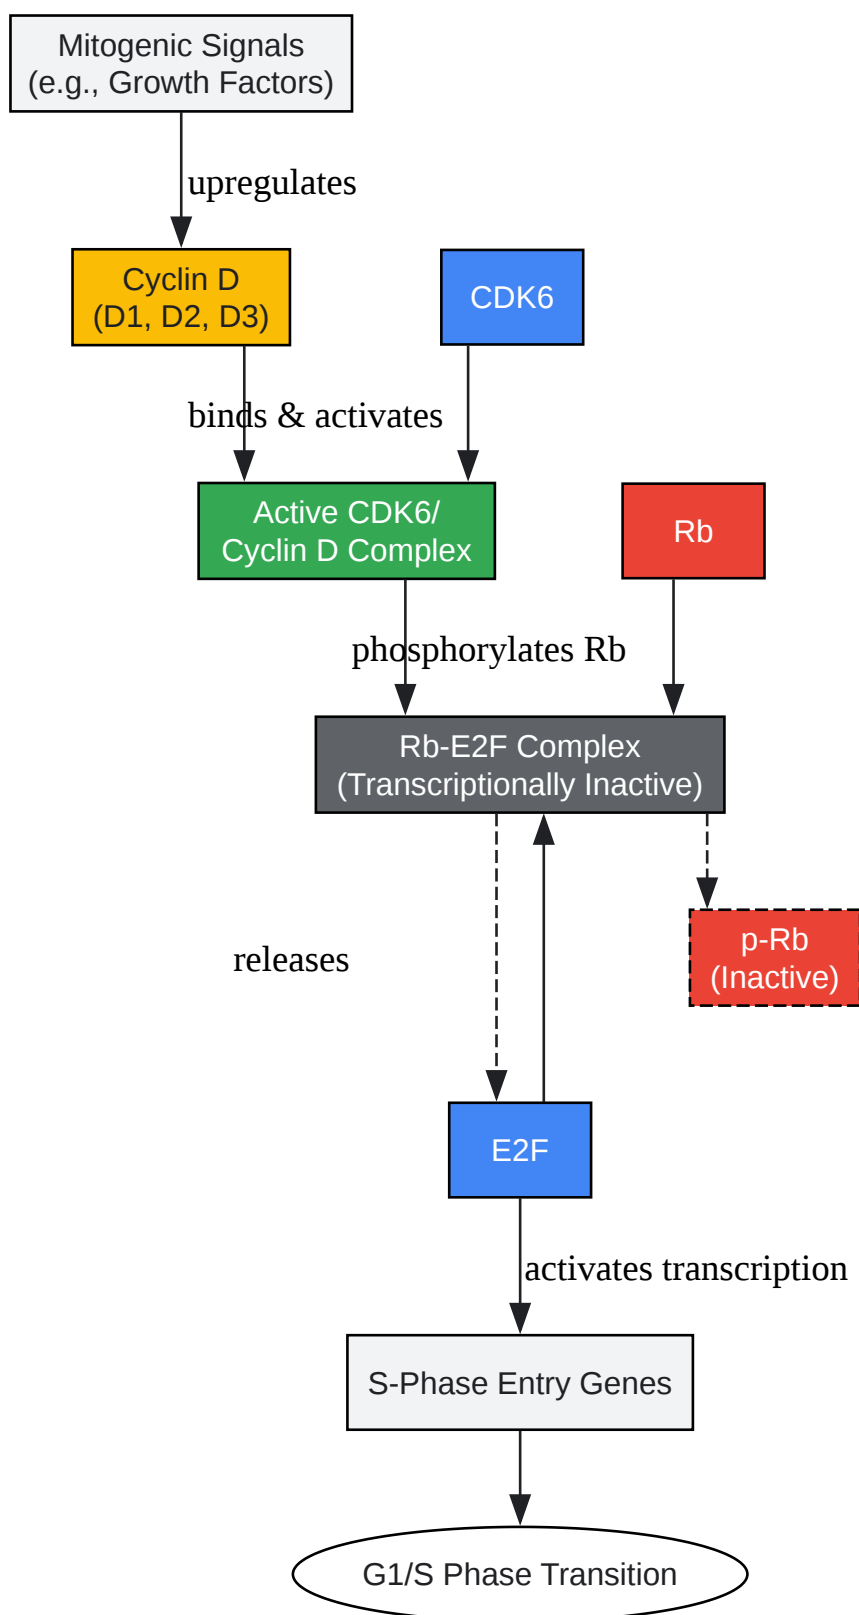 Mitogenic Signals
(e.g., Growth Factors)
upregulates
Cyclin D
(D1, D2, D3)
CDK6
binds & activates
Active CDK6/
Cyclin D Complex
Rb
phosphorylates Rb
Rb-E2F Complex
(Transcriptionally Inactive)
p-Rb
(Inactive)
releases
E2F
activates transcription
S-Phase Entry Genes
G1/S Phase Transition